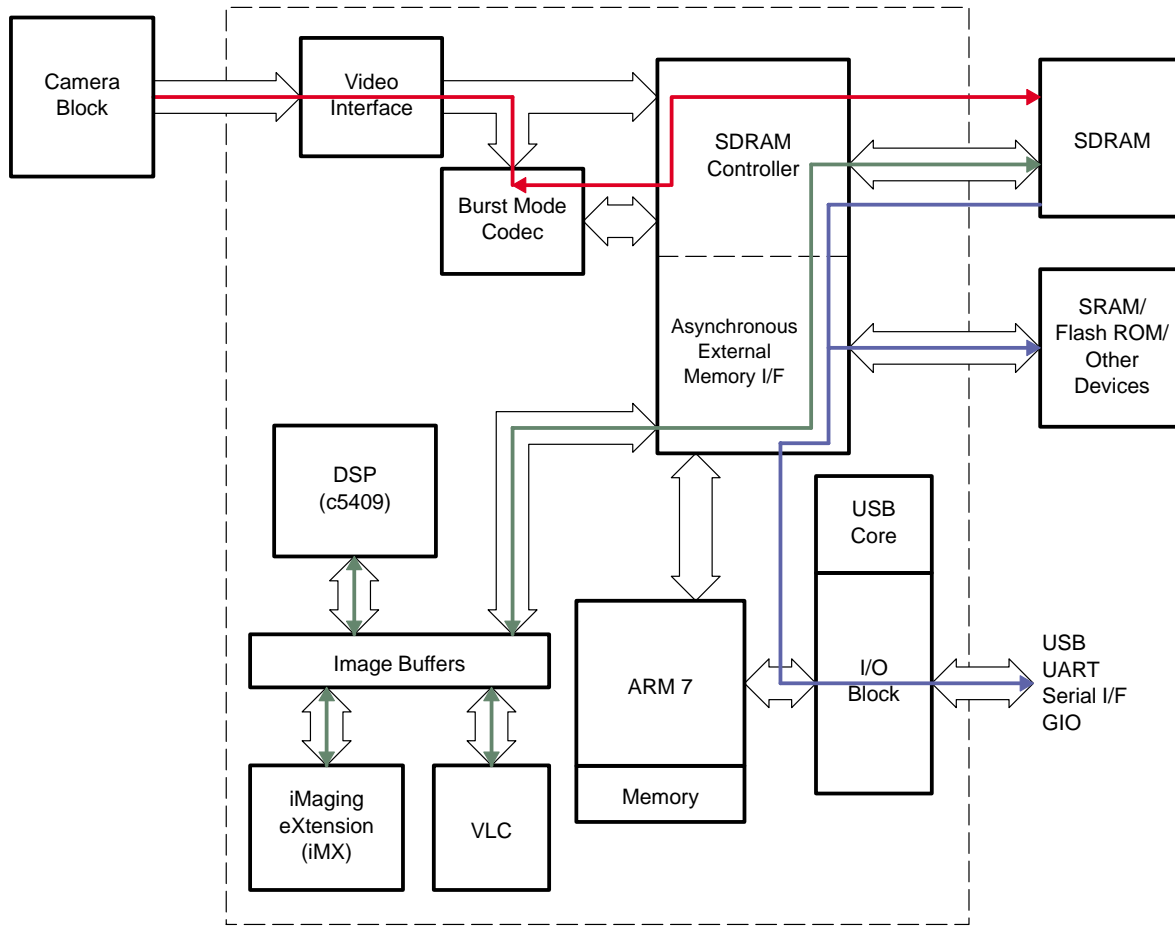 Camera
Block
Video
Interface
SDRAM
Controller
SDRAM
Burst Mode
Codec
Asynchronous
External
Memory I/F
SRAM/
Flash ROM/
Other
Devices
DSP
(c5409)
USB
Core
Image Buffers
ARM 7
I/O
Block
USB
UART
Serial I/F
GIO
iMaging
eXtension
(iMX)
VLC
Memory